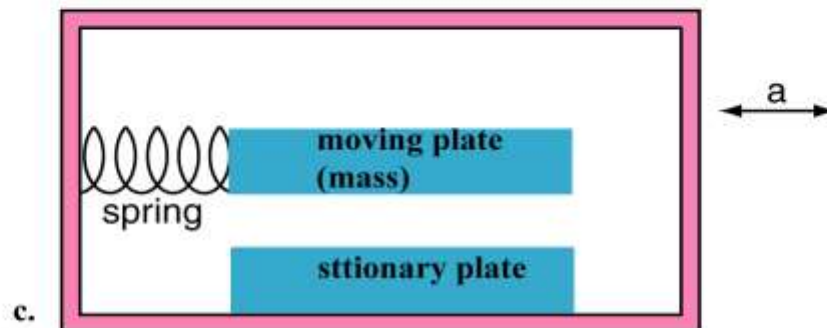 a
moving plate
(mass)
spring
sttionary plate
c.